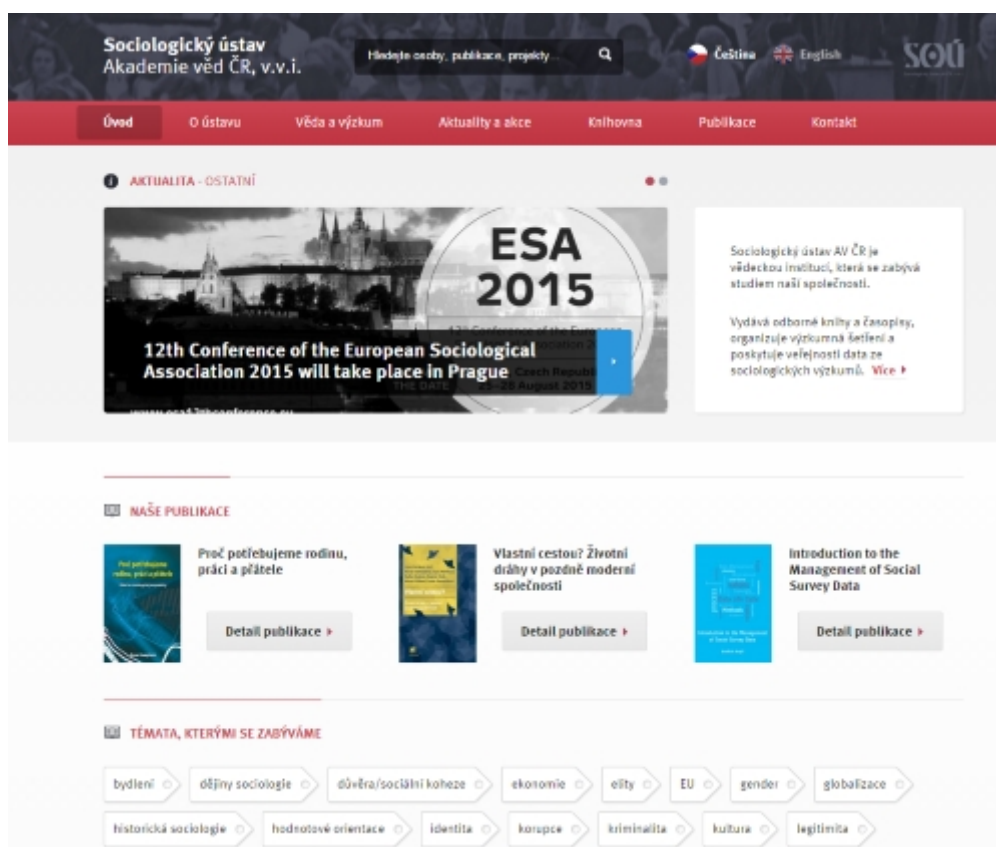 Sociologický ústav
Akademie věd ČR, v.v.i.
Hledejte osoby, publikace, projekty
Čeština
English
SOÚ
Úvod
O ústavu
Věda a výzkum
Aktuality a akce
Knihovna
Publikace
Kontakt
AKTUALITA - OSTATNÍ
ESA
2015
12th Conference of the European Sociological
Association 2015 will take place in Prague
25-28 August 2015
Sociologický ústav AV ČR je
vědeckou institucí, která se zabývá
studiem naší společnosti.
Vydává odborné knihy a časopisy,
organizuje výzkumná šetření a
poskytuje veřejnosti data ze
sociologických výzkumů. Více
NAŠE PUBLIKACE
Proč potřebujeme rodinu,
práci a přátele
Detail publikace
Vlastní cestou? Životní
dráhy v pozdně moderní
společnosti
Detail publikace
Introduction to the
Management of Social
Survey Data
Detail publikace
TÉMATA, KTERÝMI SE ZABÝVÁME
bydlení
dějiny sociologie
důvěra/sociální koheze
ekonomie
elity
EU
gender
globalizace
historická sociologie
hodnotové orientace
identita
korupce
kriminalita
kultura
legitimita